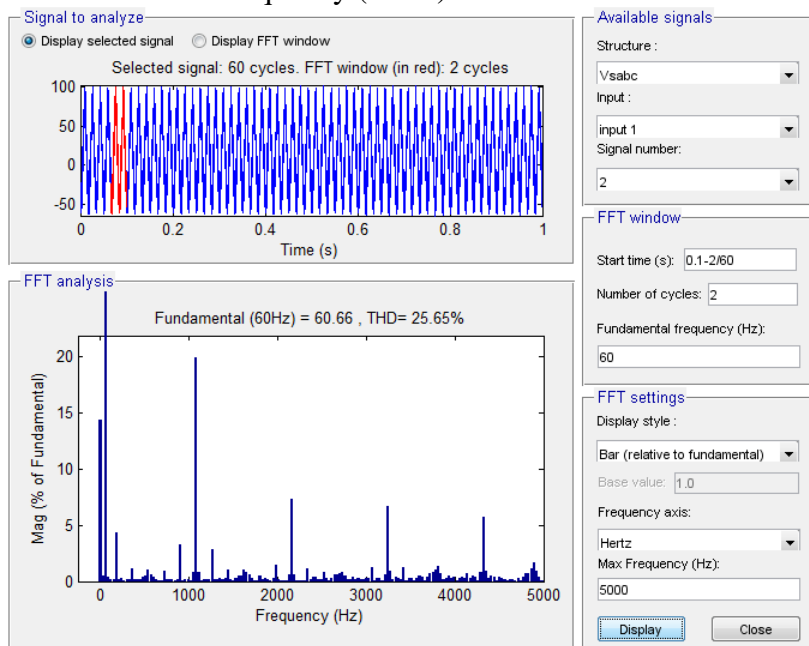 Signal to analyze
Display selected signal
Display FFT window
Selected signal: 60 cycles. FFT window (in red): 2 cycles
100
50
0
-50
0 0.2 0.4 0.6 0.8 1
Time (s)
FFT analysis
Fundamental (60Hz) = 60.66 , THD= 25.65%
20
15
10
5
0
Mag (% of Fundamental)
0 1000 2000 3000 4000 5000
Frequency (Hz)
Available signals
Structure :
Vsabc
Input :
input 1
Signal number:
2
FFT window
Start time (s): 0.1-2/60
Number of cycles: 2
Fundamental frequency (Hz):
60
FFT settings
Display style :
Bar (relative to fundamental)
Base value: 1.0
Frequency axis:
Hertz
Max Frequency (Hz):
5000
Display Close